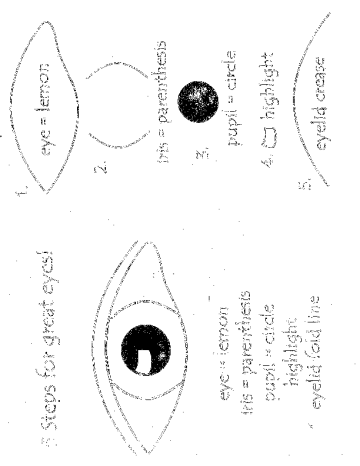 5 Steps for great eyes!
eye = lemon
iris = parenthesis
pupil = circle
highlight
eyelid fold line
1.
eye = lemon
2.
iris = parenthesis
3.
pupil = circle
4. highlight
5.
eyelid crease